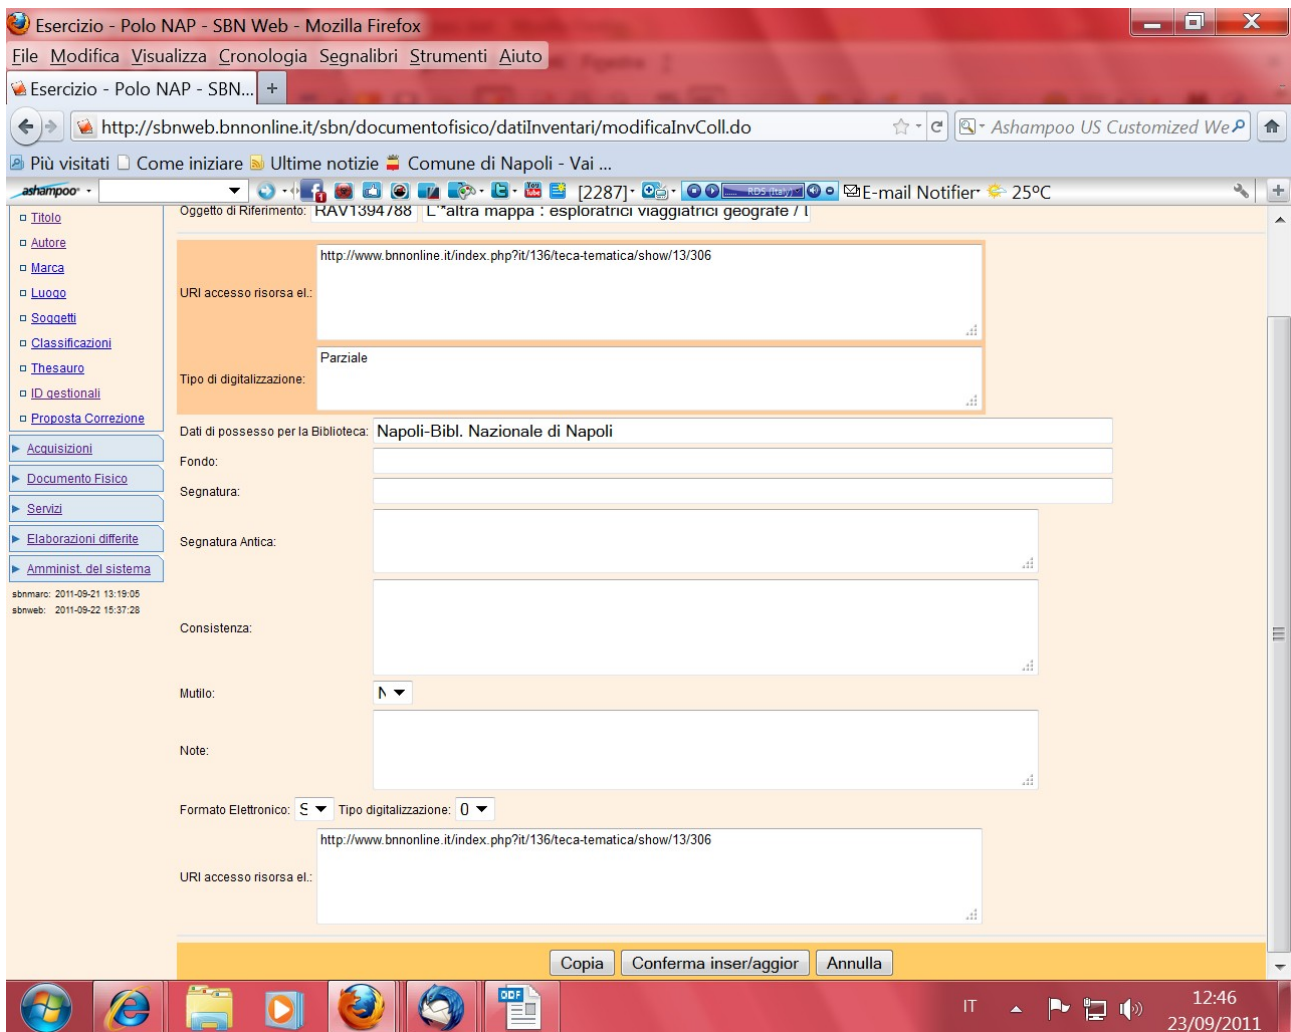 Esercizio - Polo NAP - SBN Web - Mozilla Firefox
File Modifica Visualizza Cronologia Segnalibri Strumenti Aiuto
Esercizio - Polo NAP - SBN... +
http://sbnweb.bnnonline.it/sbn/documentofisico/datiInventari/modificaInvColl.do
Ashampoo US Customized We
Più visitati Come iniziare Ultime notizie Comune di Napoli - Vai ...
ashampoo [2287] RDS (Italy) E-mail Notifier 25°C
Titolo
Oggetto di Riferimento: RAV1394788 L'*altra mappa : esploratrici viaggiatrici geografe /
Autore
Marca
Luogo
Soggetti
Classificazioni
Thesauro
ID gestionali
Proposta Correzione
Acquisizioni
Documento Fisico
Servizi
Elaborazioni differite
Amminist. del sistema
sbnmarc: 2011-09-21 13:19:05
sbnweb: 2011-09-22 15:37:28
URI accesso risorsa el.: http://www.bnnonline.it/index.php?it/136/teca-tematica/show/13/306
Tipo di digitalizzazione: Parziale
Dati di possesso per la Biblioteca: Napoli-Bibl. Nazionale di Napoli
Fondo:
Segnatura:
Segnatura Antica:
Consistenza:
Mutilo: N
Note:
Formato Elettronico: S Tipo digitalizzazione: 0
URI accesso risorsa el.: http://www.bnnonline.it/index.php?it/136/teca-tematica/show/13/306
Copia Conferma inser/aggior Annulla
ODF
IT 12:46
23/09/2011